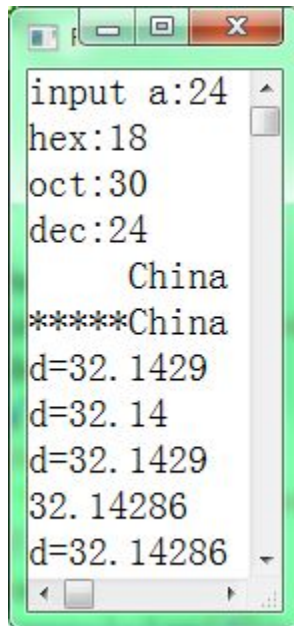 input a:24
hex:18
oct:30
dec:24
     China
*****China
d=32.1429
d=32.14
d=32.1429
32.14286
d=32.14286